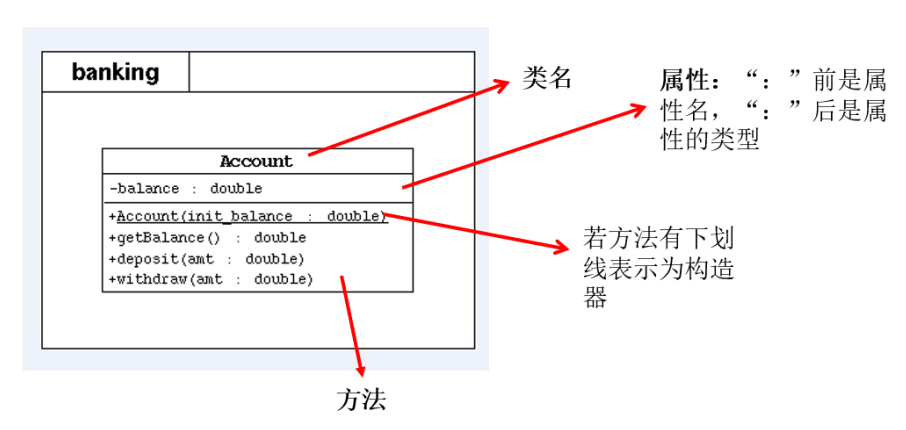 banking
类名
属性：“：”前是属
性名，“：”后是属
性的类型
Account
-balance : double
+Account(init_balance : double)
+getBalance() : double
+deposit(amt : double)
+withdraw(amt : double)
若方法有下划
线表示为构造
器
方法